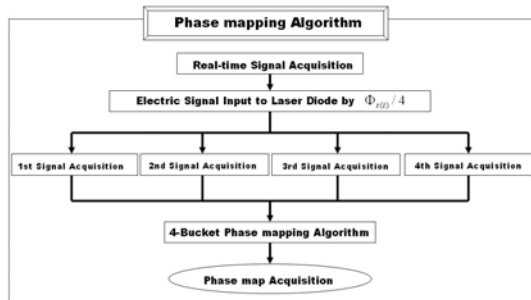 Phase mapping Algorithm
Real-time Signal Acquisition
Electric Signal Input to Laser Diode by Φ_{z(t)} / 4
1st Signal Acquisition
2nd Signal Acquisition
3rd Signal Acquisition
4th Signal Acquisition
4-Bucket Phase mapping Algorithm
Phase map Acquisition